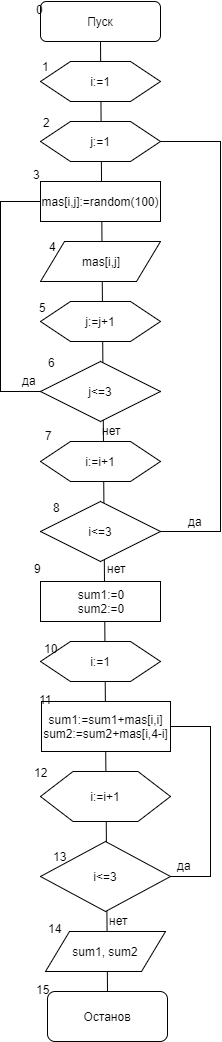 0
Пуск
1
i:=1
2
j:=1
3
mas[i,j]:=random(100)
4
mas[i,j]
5
j:=j+1
6
j<=3
да
нет
7
i:=i+1
8
i<=3
да
нет
9
sum1:=0
sum2:=0
10
i:=1
11
sum1:=sum1+mas[i,i]
sum2:=sum2+mas[i,4-i]
12
i:=i+1
13
i<=3
да
нет
14
sum1, sum2
15
Останов